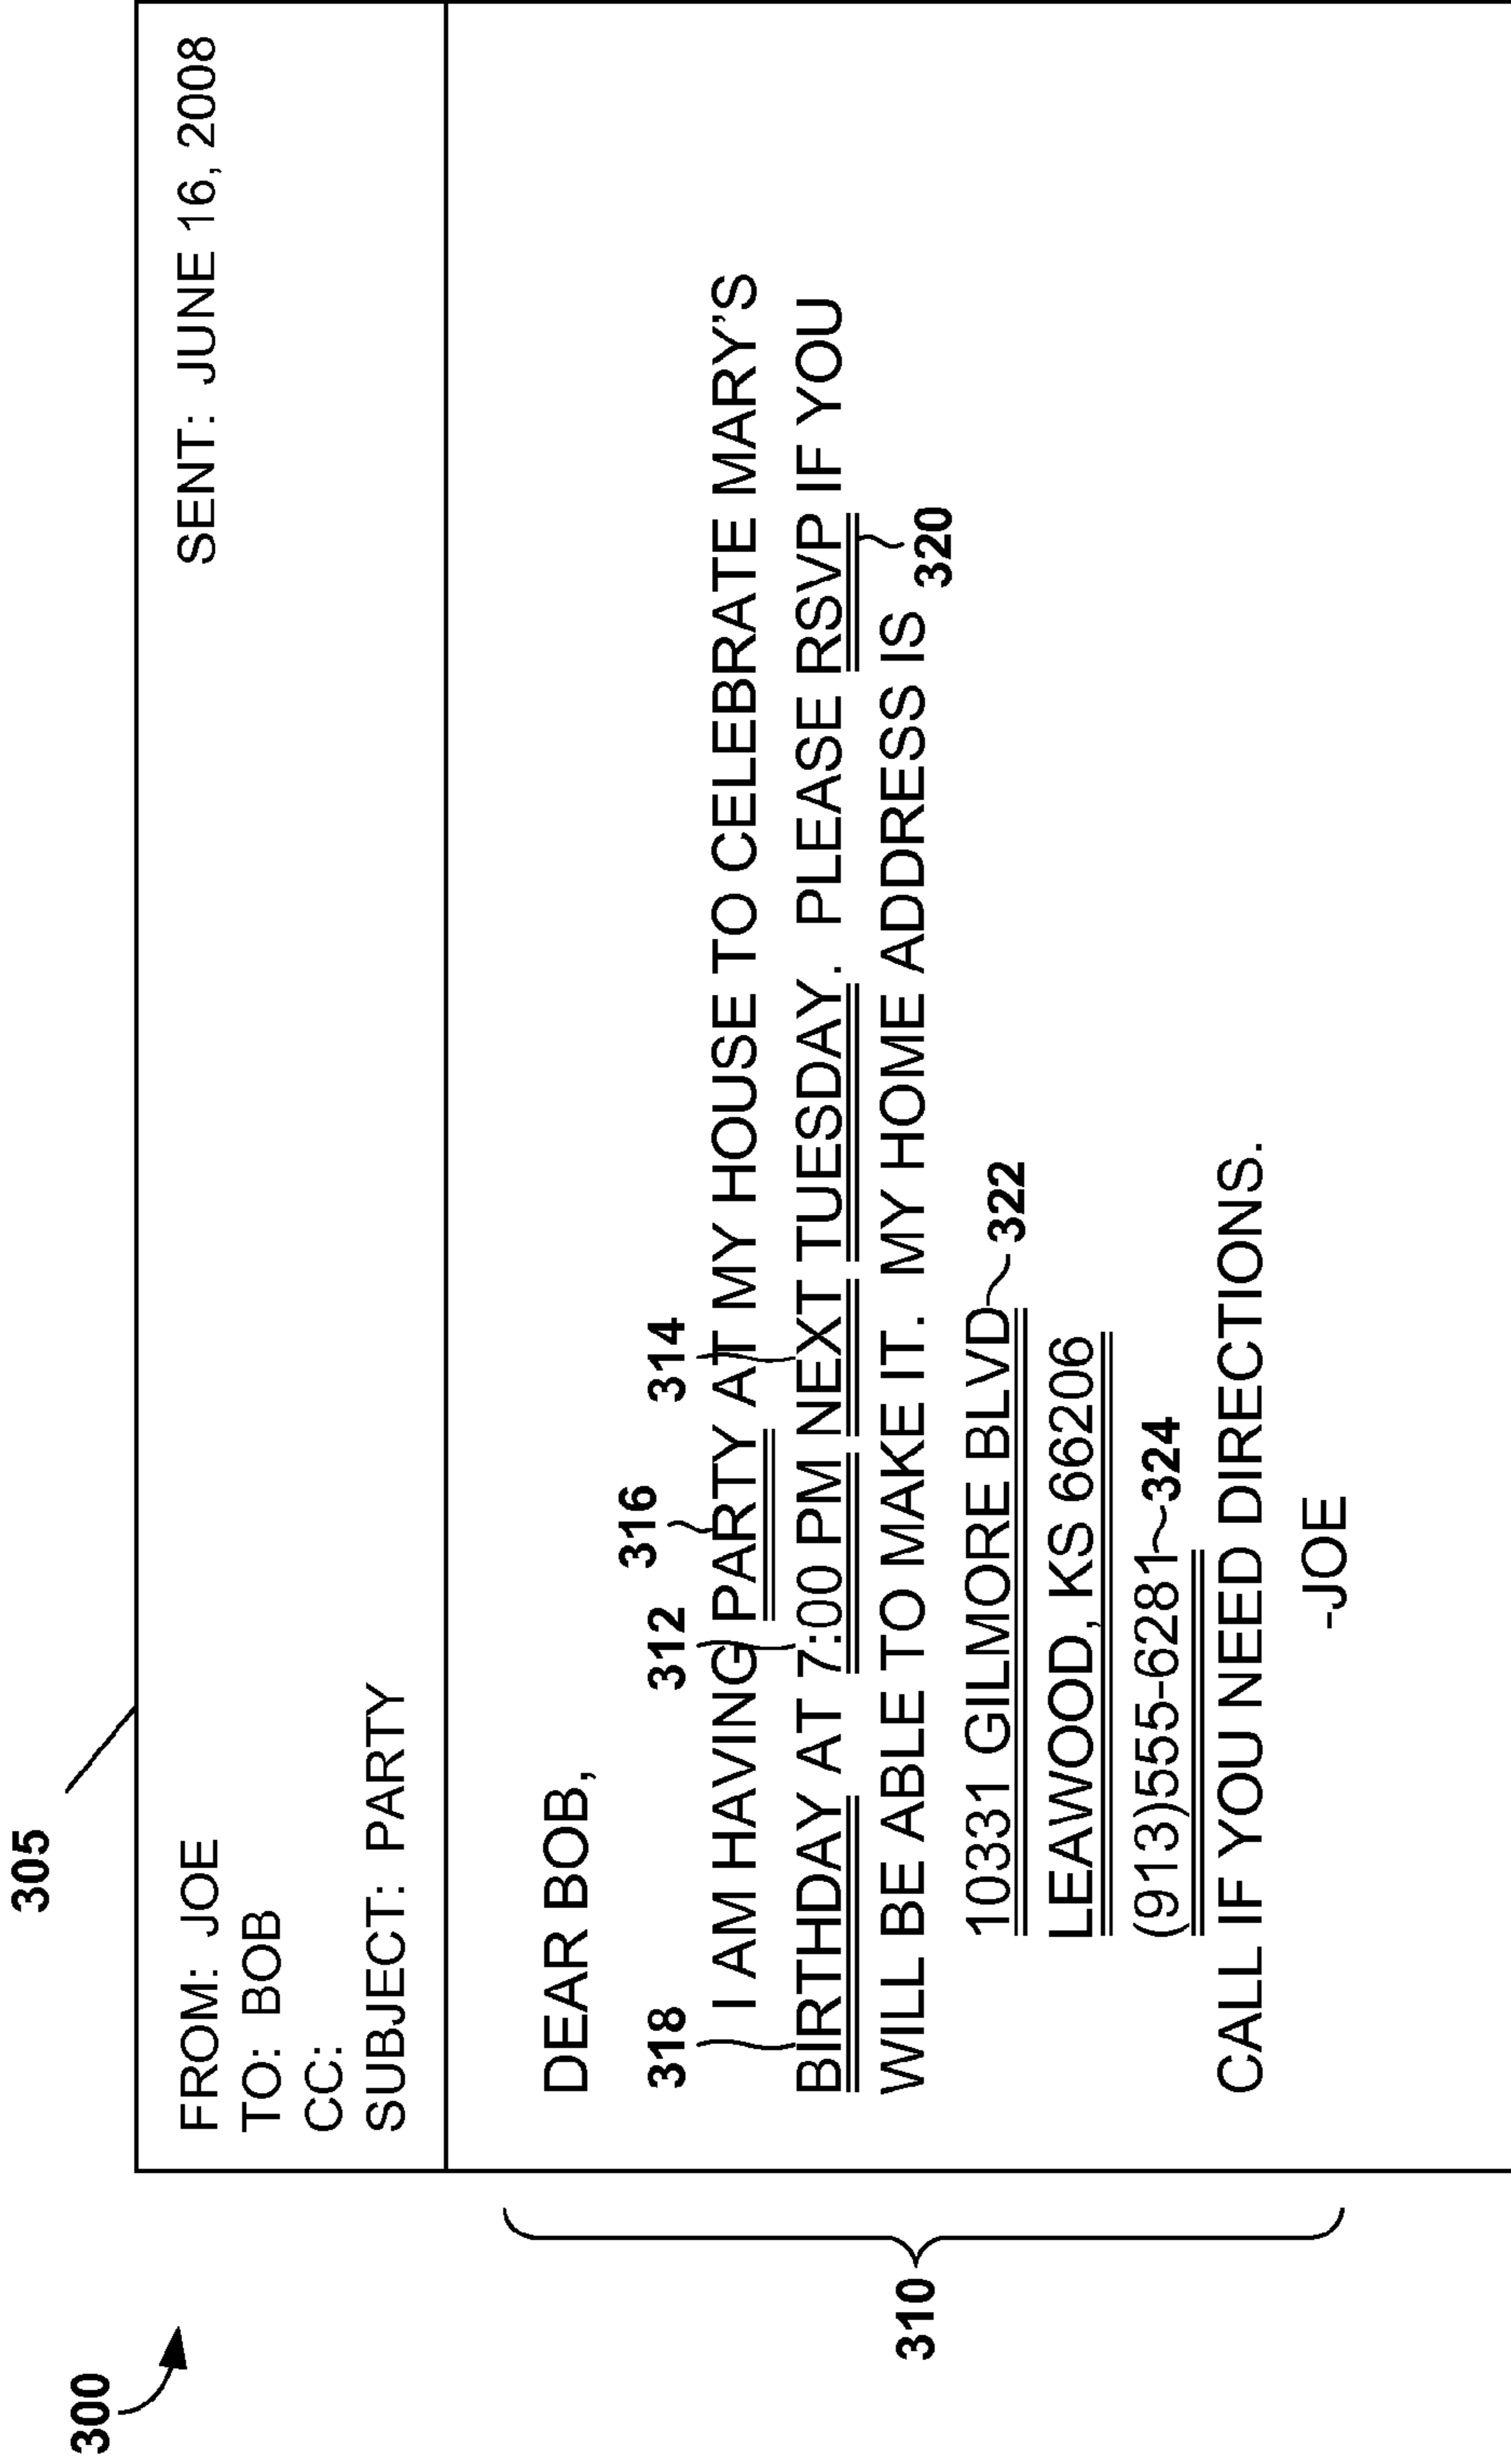 300
305
FROM: JOE SENT: JUNE 16, 2008
TO: BOB
CC:
SUBJECT: PARTY
310
DEAR BOB,
316
318 312 314
I AM HAVING PARTY AT MY HOUSE TO CELEBRATE MARY'S
BIRTHDAY AT 7:00 PM NEXT TUESDAY. PLEASE RSVP IF YOU
WILL BE ABLE TO MAKE IT. MY HOME ADDRESS IS
320
10331 GILMORE BLVD 322
LEAWOOD, KS 66206
(913)555-6281 324
CALL IF YOU NEED DIRECTIONS.
-JOE